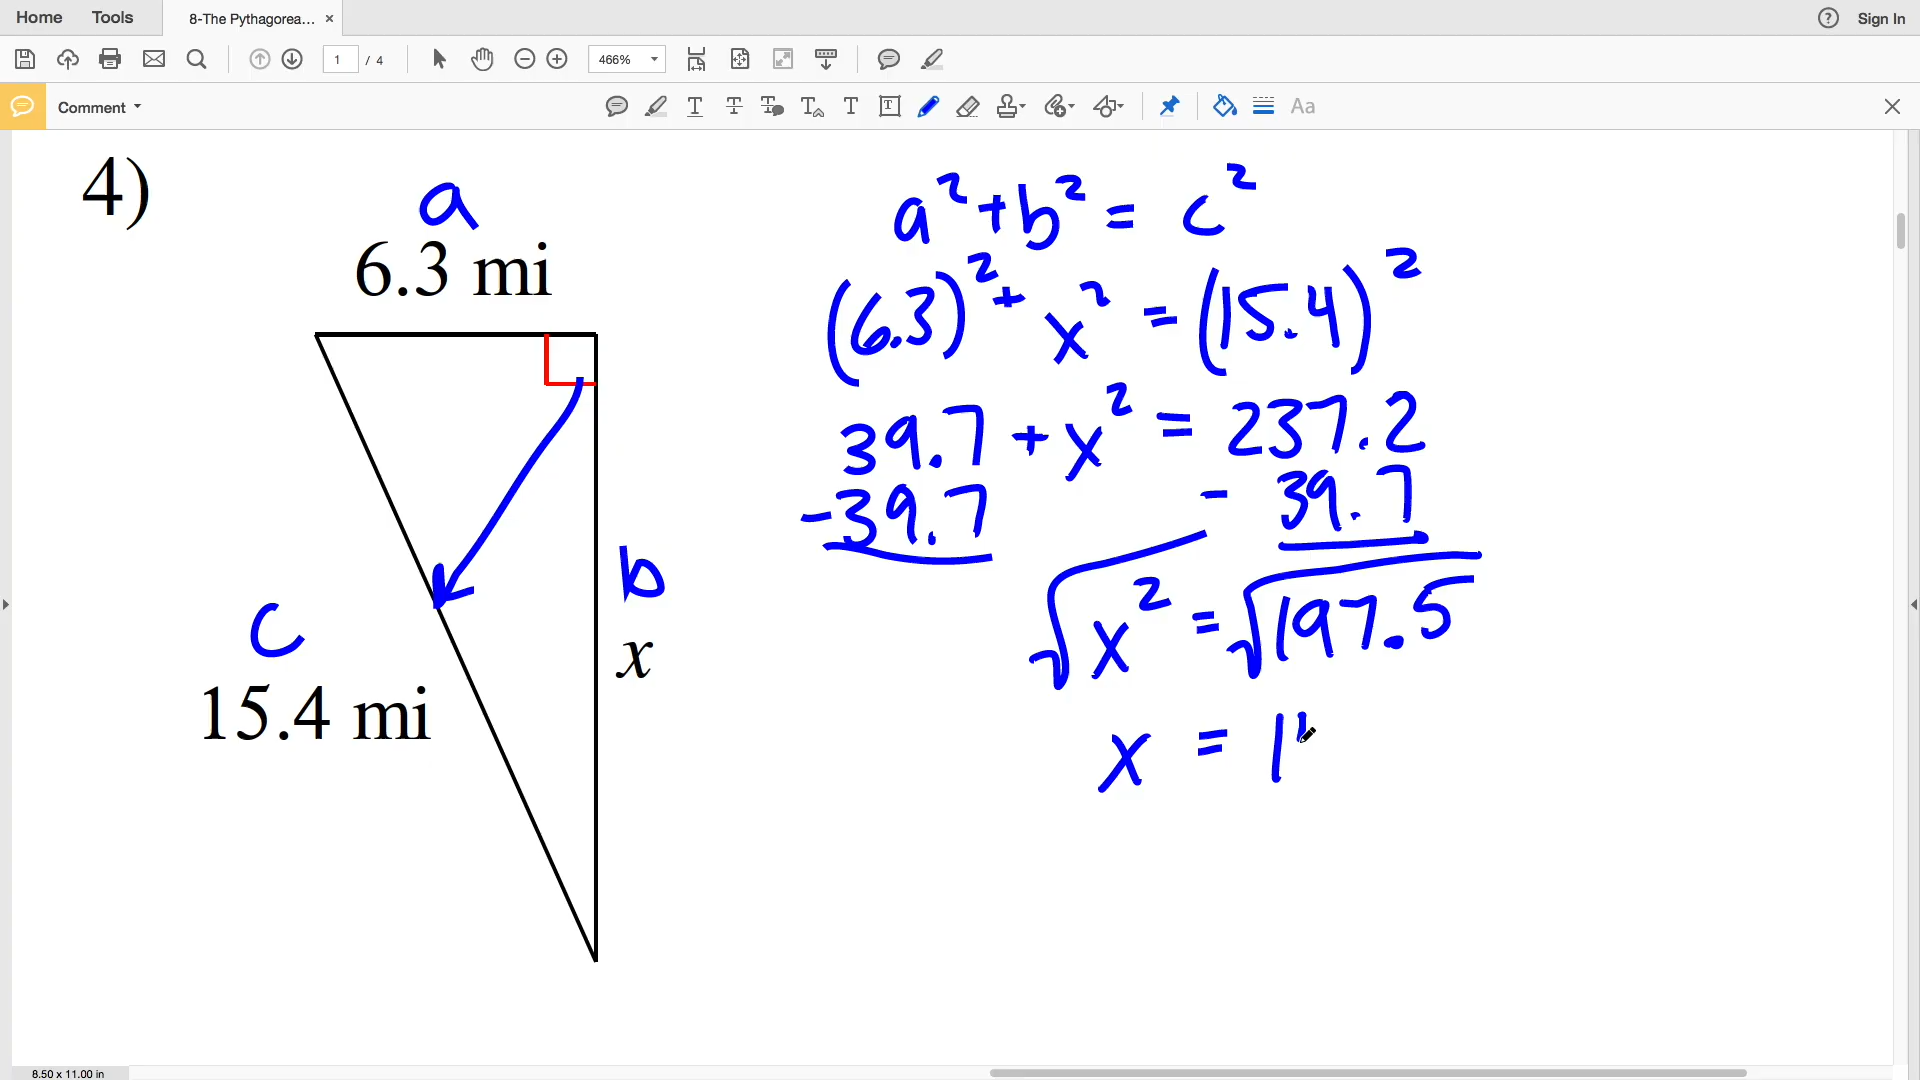 Home Tools 8-The Pythagorea... × Sign In
1 / 4 466%
Comment Aa
4)
a
6.3 mi
b
x
c
15.4 mi
a² + b² = c²
(6.3)² + x² = (15.4)²
39.7 + x² = 237.2
-39.7 - 39.7
√x² = √197.5
x = 1
8.50 x 11.00 in